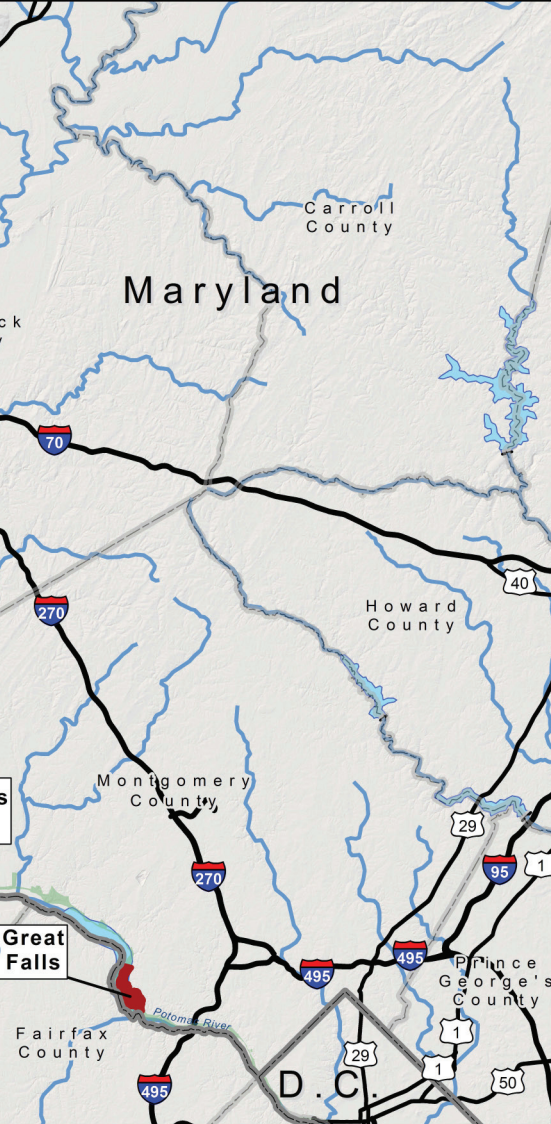 Carroll
County
Maryland
ck
y
70
40
270
Howard
County
Montgomery
County
s
29
270
95
1
Great
Falls
495
495
Prince
George's
County
Potomac River
Fairfax
County
1
29
1
50
495
D.C.